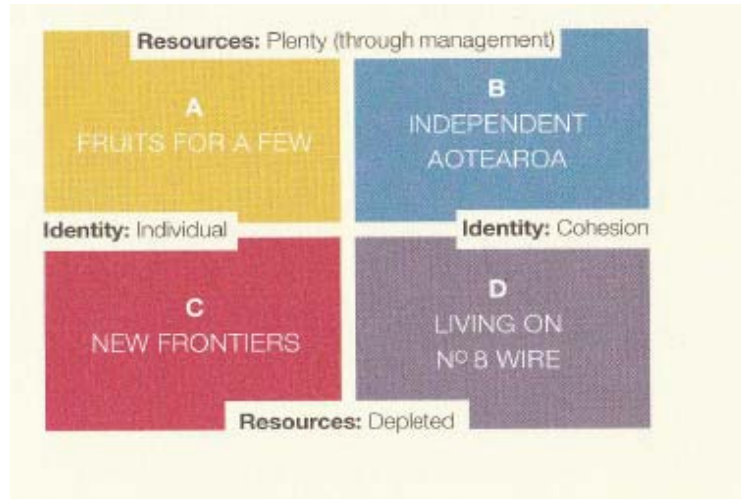 Resources: Plenty (through management)
A
FRUITS FOR A FEW
B
INDEPENDENT
AOTEAROA
Identity: Individual
Identity: Cohesion
C
NEW FRONTIERS
D
LIVING ON
Nº 8 WIRE
Resources: Depleted